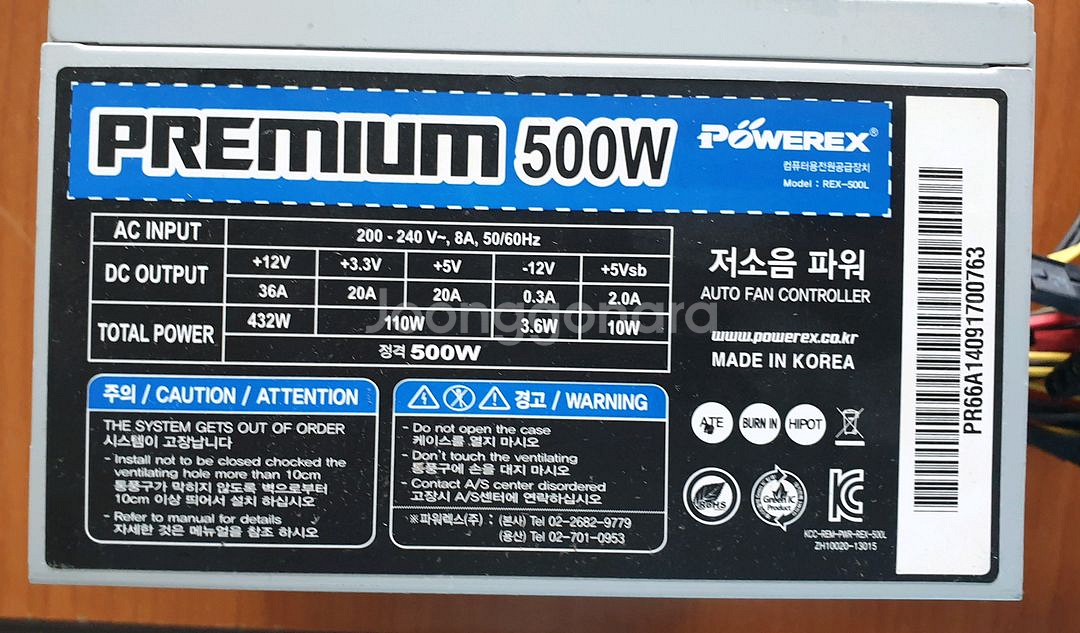 PREMIUM 500W
POWEREX®
컴퓨터용전원공급장치
Model : REX-500L
AC INPUT 200 - 240 V~, 8A, 50/60Hz
DC OUTPUT +12V +3.3V +5V -12V +5Vsb
36A 20A 20A 0.3A 2.0A
TOTAL POWER 432W 110W 3.6W 10W
정격 500W
저소음 파워
AUTO FAN CONTROLLER
www.powerex.co.kr
MADE IN KOREA
Joonggonara
주의 / CAUTION / ATTENTION
THE SYSTEM GETS OUT OF ORDER
시스템이 고장납니다
- Install not to be closed chocked the
ventilating hole more than 10cm
통풍구가 막히지 않도록 벽으로부터
10cm 이상 띄어서 설치 하십시오
- Refer to manual for details
자세한 것은 메뉴얼을 참조 하십시오
경고 / WARNING
- Do not open the case
케이스를 열지 마시오
- Don't touch the ventilating
통풍구에 손을 대지 마시오
- Contact A/S center disordered
고장시 A/S센터에 연락하십시오
※파워렉스(주) : (본사) Tel 02-2682-9779
(용산) Tel 02-701-0953
ATE BURN IN HIPOT
RoHS
Green IC
Product
KCC-REM-PWR-REX-500L
ZH10020-13015
PR66A140917700763